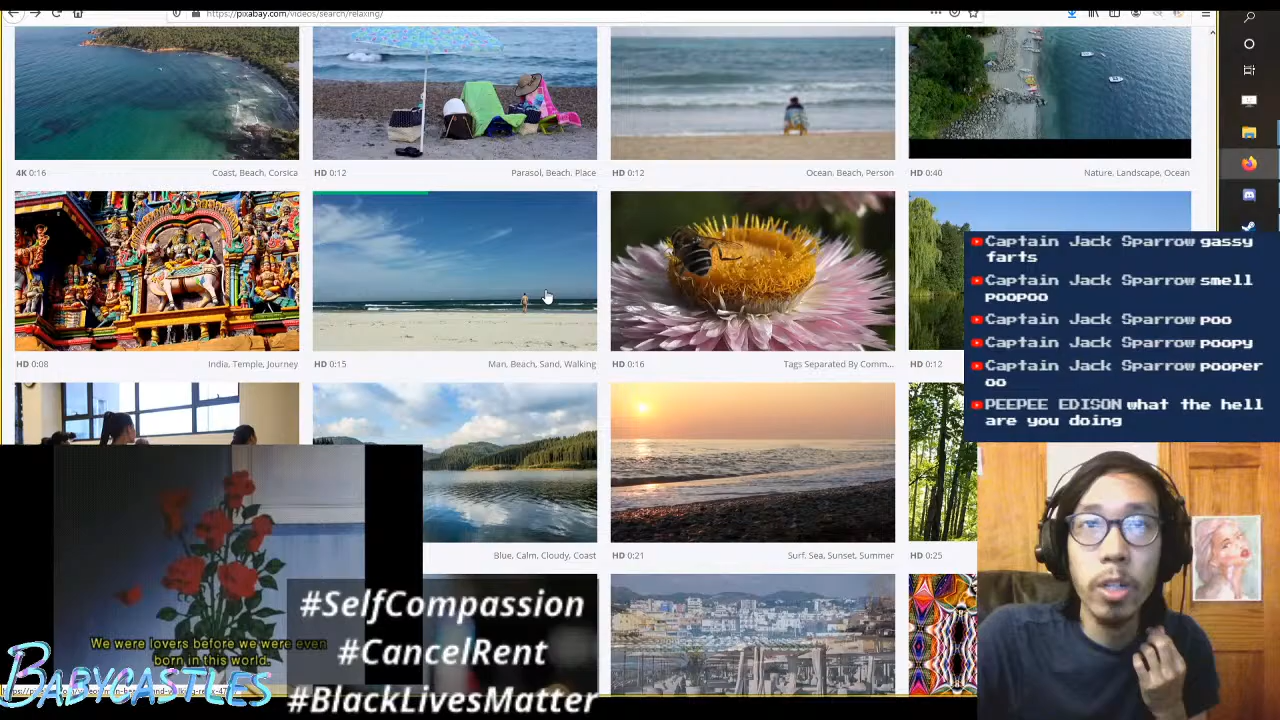 https://pixabay.com/videos/search/relaxing/
4K 0:16
Coast, Beach, Corsica
HD 0:12
Parasol, Beach, Place
HD 0:12
Ocean, Beach, Person
HD 0:40
Nature, Landscape, Ocean
HD 0:08
India, Temple, Journey
HD 0:15
Man, Beach, Sand, Walking
HD 0:16
Tags Separated By Comm...
HD 0:12
Captain Jack Sparrow gassy
farts
Captain Jack Sparrow smell
poopoo
Captain Jack Sparrow poo
Captain Jack Sparrow poopy
Captain Jack Sparrow pooper
oo
PEEPEE EDISON what the hell
are you doing
Blue, Calm, Cloudy, Coast
HD 0:21
Surf, Sea, Sunset, Summer
HD 0:25
We were lovers before we were even
born in this world.
BABYCASTLES
#SelfCompassion
#CancelRent
#BlackLivesMatter